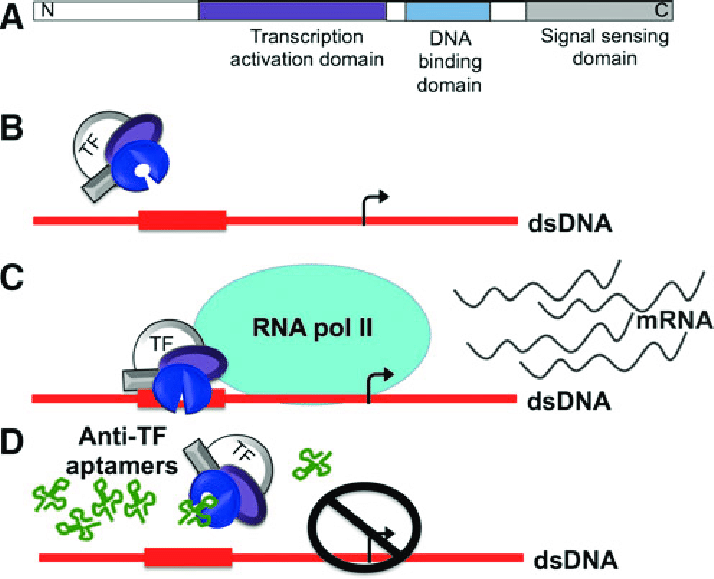 A
N
C
Transcription
activation domain
DNA
binding
domain
Signal sensing
domain
B
TF
dsDNA
C
RNA pol II
TF
mRNA
dsDNA
D
Anti-TF
aptamers
TF
dsDNA